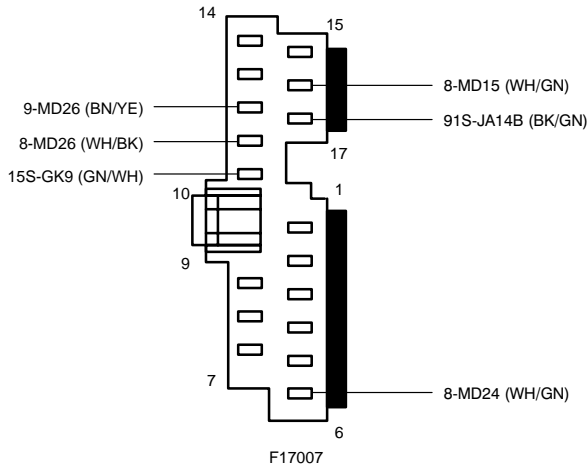 14
15
9-MD26 (BN/YE)
8-MD15 (WH/GN)
91S-JA14B (BK/GN)
8-MD26 (WH/BK)
17
15S-GK9 (GN/WH)
10
1
9
7
8-MD24 (WH/GN)
6
F17007